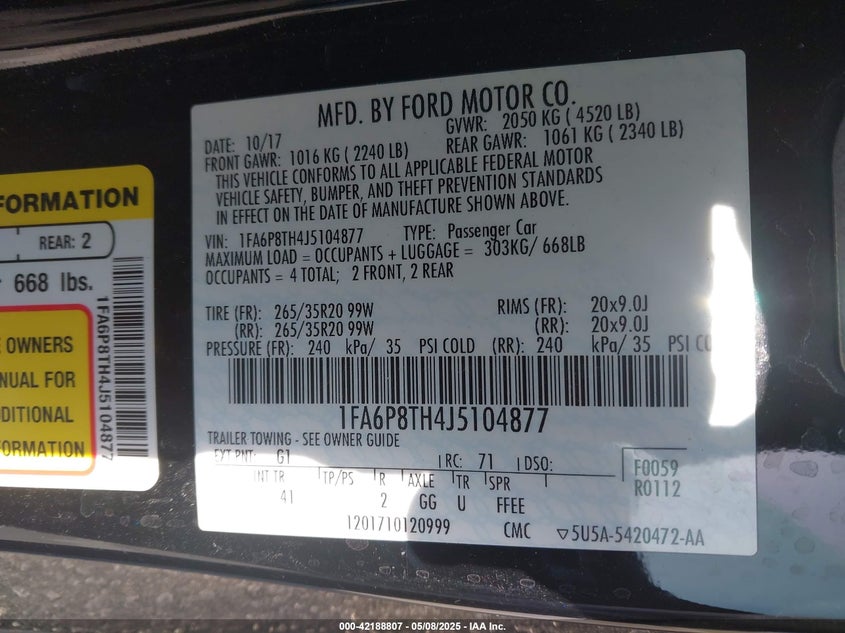 MFD. BY FORD MOTOR CO.
DATE: 10/17 GVWR: 2050 KG ( 4520 LB)
FRONT GAWR: 1016 KG ( 2240 LB) REAR GAWR: 1061 KG ( 2340 LB)
THIS VEHICLE CONFORMS TO ALL APPLICABLE FEDERAL MOTOR
VEHICLE SAFETY, BUMPER, AND THEFT PREVENTION STANDARDS
IN EFFECT ON THE DATE OF MANUFACTURE SHOWN ABOVE.
VIN: 1FA6P8TH4J5104877 TYPE: Passenger Car
MAXIMUM LOAD = OCCUPANTS + LUGGAGE = 303KG/ 668LB
OCCUPANTS = 4 TOTAL; 2 FRONT, 2 REAR
TIRE (FR): 265/35R20 99W RIMS (FR): 20x9.0J
(RR): 265/35R20 99W (RR): 20x9.0J
PRESSURE (FR): 240 kPa/ 35 PSI COLD (RR): 240 kPa/ 35 PSI CO
1FA6P8TH4J5104877
TRAILER TOWING - SEE OWNER GUIDE
EXT PNT: G1 RC: 71 DSO: F0059
R0112
INT TR TP/PS R AXLE TR SPR
41 2 GG U FFEE
1201710120999 CMC ▽5U5A-5420472-AA
FORMATION
REAR: 2
668 lbs.
E OWNERS
NUAL FOR
DDITIONAL
FORMATION
1FA6P8TH4J5104877
000-42188807 - 05/08/2025 - IAA Inc.